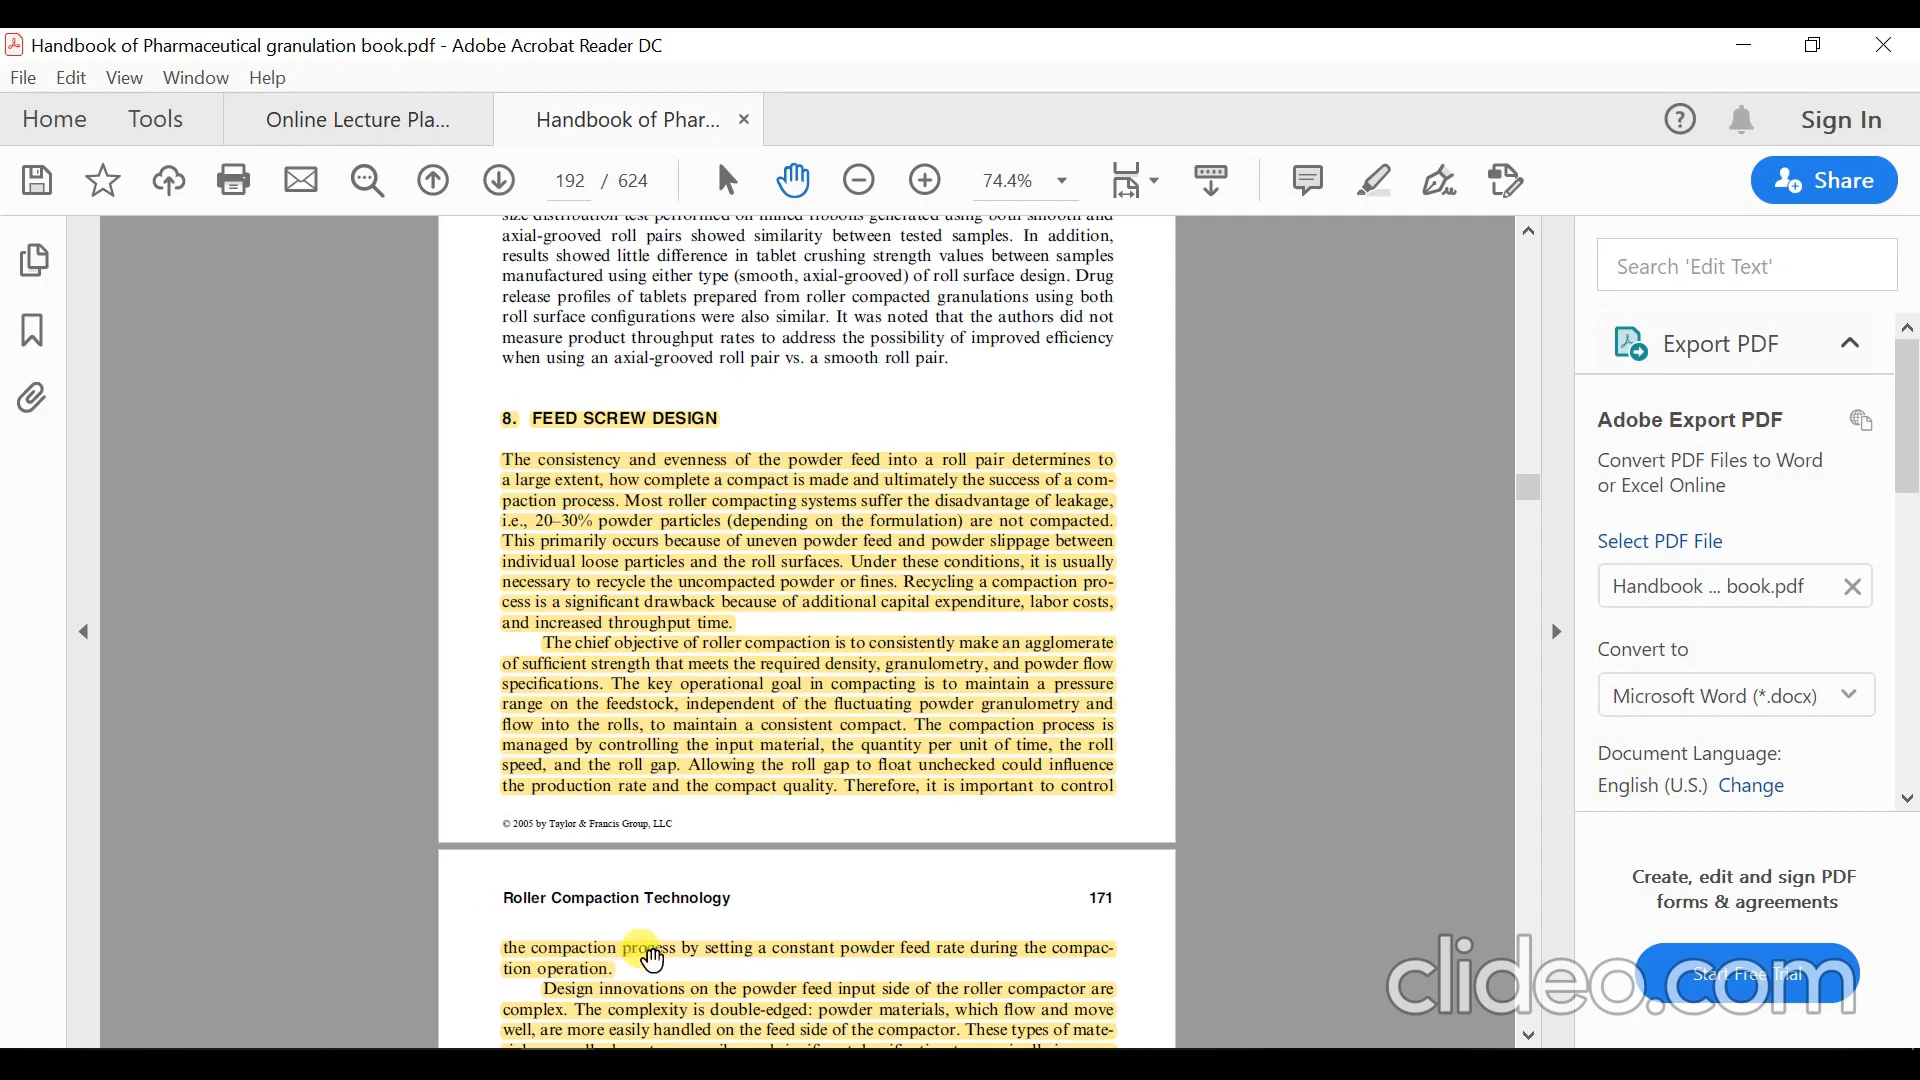 Handbook of Pharmaceutical granulation book.pdf - Adobe Acrobat Reader DC
File Edit View Window Help
Home Tools Online Lecture Pla... Handbook of Phar... × Sign In
192 / 624 74.4% Share
size distribution test performed on milled ribbons generated using both smooth and
axial-grooved roll pairs showed similarity between tested samples. In addition,
results showed little difference in tablet crushing strength values between samples
manufactured using either type (smooth, axial-grooved) of roll surface design. Drug
release profiles of tablets prepared from roller compacted granulations using both
roll surface configurations were also similar. It was noted that the authors did not
measure product throughput rates to address the possibility of improved efficiency
when using an axial-grooved roll pair vs. a smooth roll pair.
8. FEED SCREW DESIGN
The consistency and evenness of the powder feed into a roll pair determines to
a large extent, how complete a compact is made and ultimately the success of a com-
paction process. Most roller compacting systems suffer the disadvantage of leakage,
i.e., 20–30% powder particles (depending on the formulation) are not compacted.
This primarily occurs because of uneven powder feed and powder slippage between
individual loose particles and the roll surfaces. Under these conditions, it is usually
necessary to recycle the uncompacted powder or fines. Recycling a compaction pro-
cess is a significant drawback because of additional capital expenditure, labor costs,
and increased throughput time.
The chief objective of roller compaction is to consistently make an agglomerate
of sufficient strength that meets the required density, granulometry, and powder flow
specifications. The key operational goal in compacting is to maintain a pressure
range on the feedstock, independent of the fluctuating powder granulometry and
flow into the rolls, to maintain a consistent compact. The compaction process is
managed by controlling the input material, the quantity per unit of time, the roll
speed, and the roll gap. Allowing the roll gap to float unchecked could influence
the production rate and the compact quality. Therefore, it is important to control
© 2005 by Taylor & Francis Group, LLC
Roller Compaction Technology 171
the compaction process by setting a constant powder feed rate during the compac-
tion operation.
Design innovations on the powder feed input side of the roller compactor are
complex. The complexity is double-edged: powder materials, which flow and move
well, are more easily handled on the feed side of the compactor. These types of mate-
Search 'Edit Text'
Export PDF
Adobe Export PDF
Convert PDF Files to Word
or Excel Online
Select PDF File
Handbook ... book.pdf
Convert to
Microsoft Word (*.docx)
Document Language:
English (U.S.) Change
Create, edit and sign PDF
forms & agreements
Start Free Trial
clideo.com